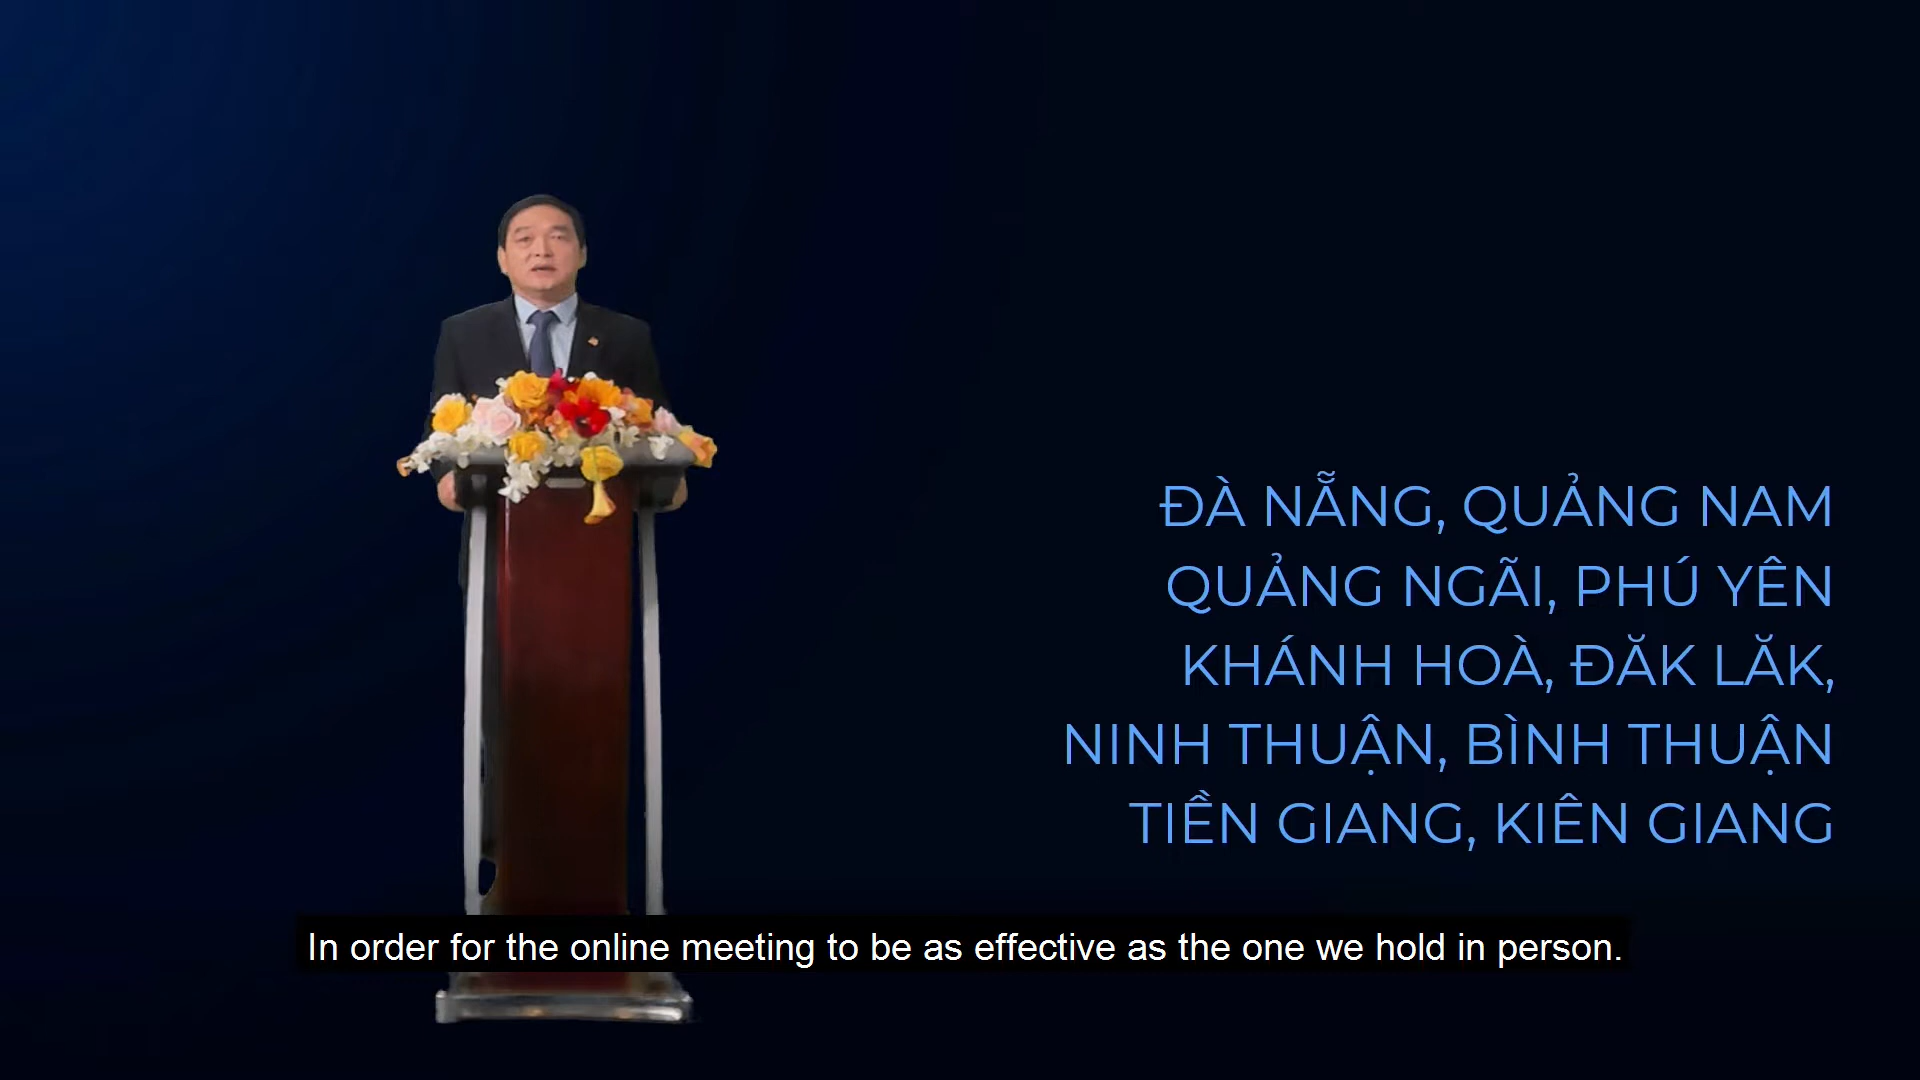 ĐÀ NẴNG, QUẢNG NAM
QUẢNG NGÃI, PHÚ YÊN
KHÁNH HOÀ, ĐĂK LĂK,
NINH THUẬN, BÌNH THUẬN
TIỀN GIANG, KIÊN GIANG
In order for the online meeting to be as effective as the one we hold in person.